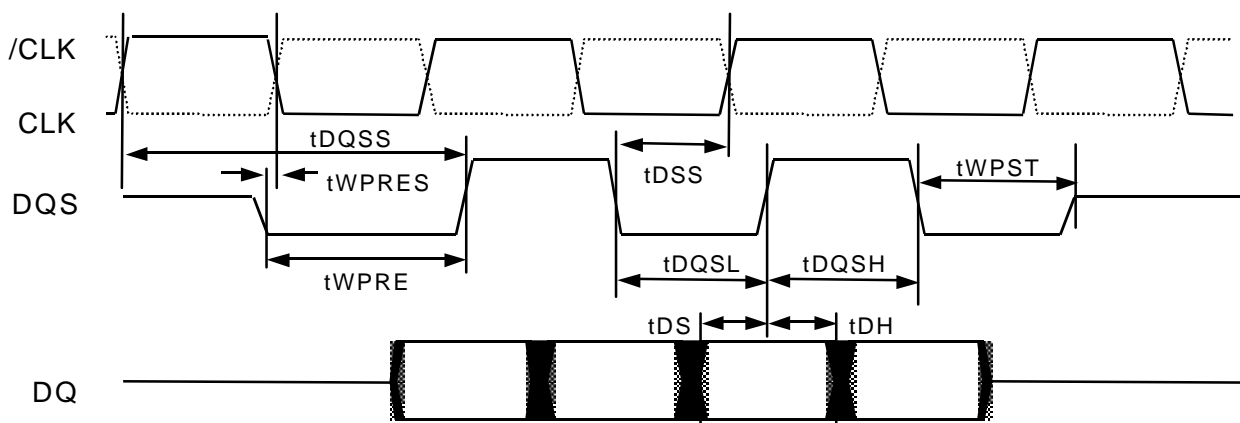 /CLK
CLK
tDQSS
tDSS
tWPRES
tWPST
DQS
tWPRE
tDQSL
tDQSH
tDS
tDH
DQ